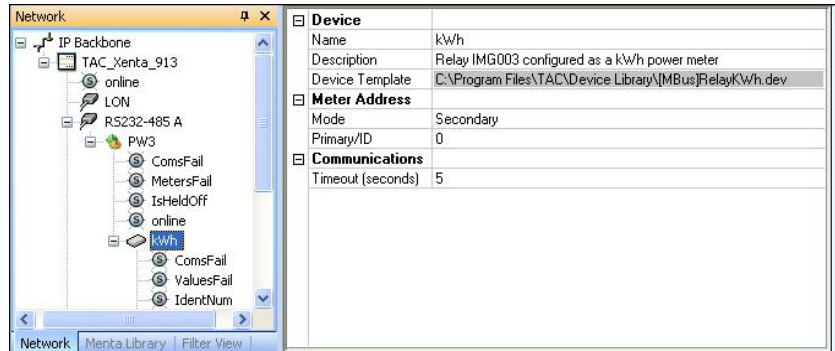 Network
IP Backbone
TAC_Xenta_913
online
LON
RS232-485 A
PW3
ComsFail
MetersFail
IsHeldOff
online
kWh
ComsFail
ValuesFail
IdentNum
Network Menta Library Filter View
Device
Name kWh
Description Relay IMG003 configured as a kWh power meter
Device Template C:\Program Files\TAC\Device Library\[MBus]RelayKWh.dev
Meter Address
Mode Secondary
Primary/ID 0
Communications
Timeout (seconds) 5